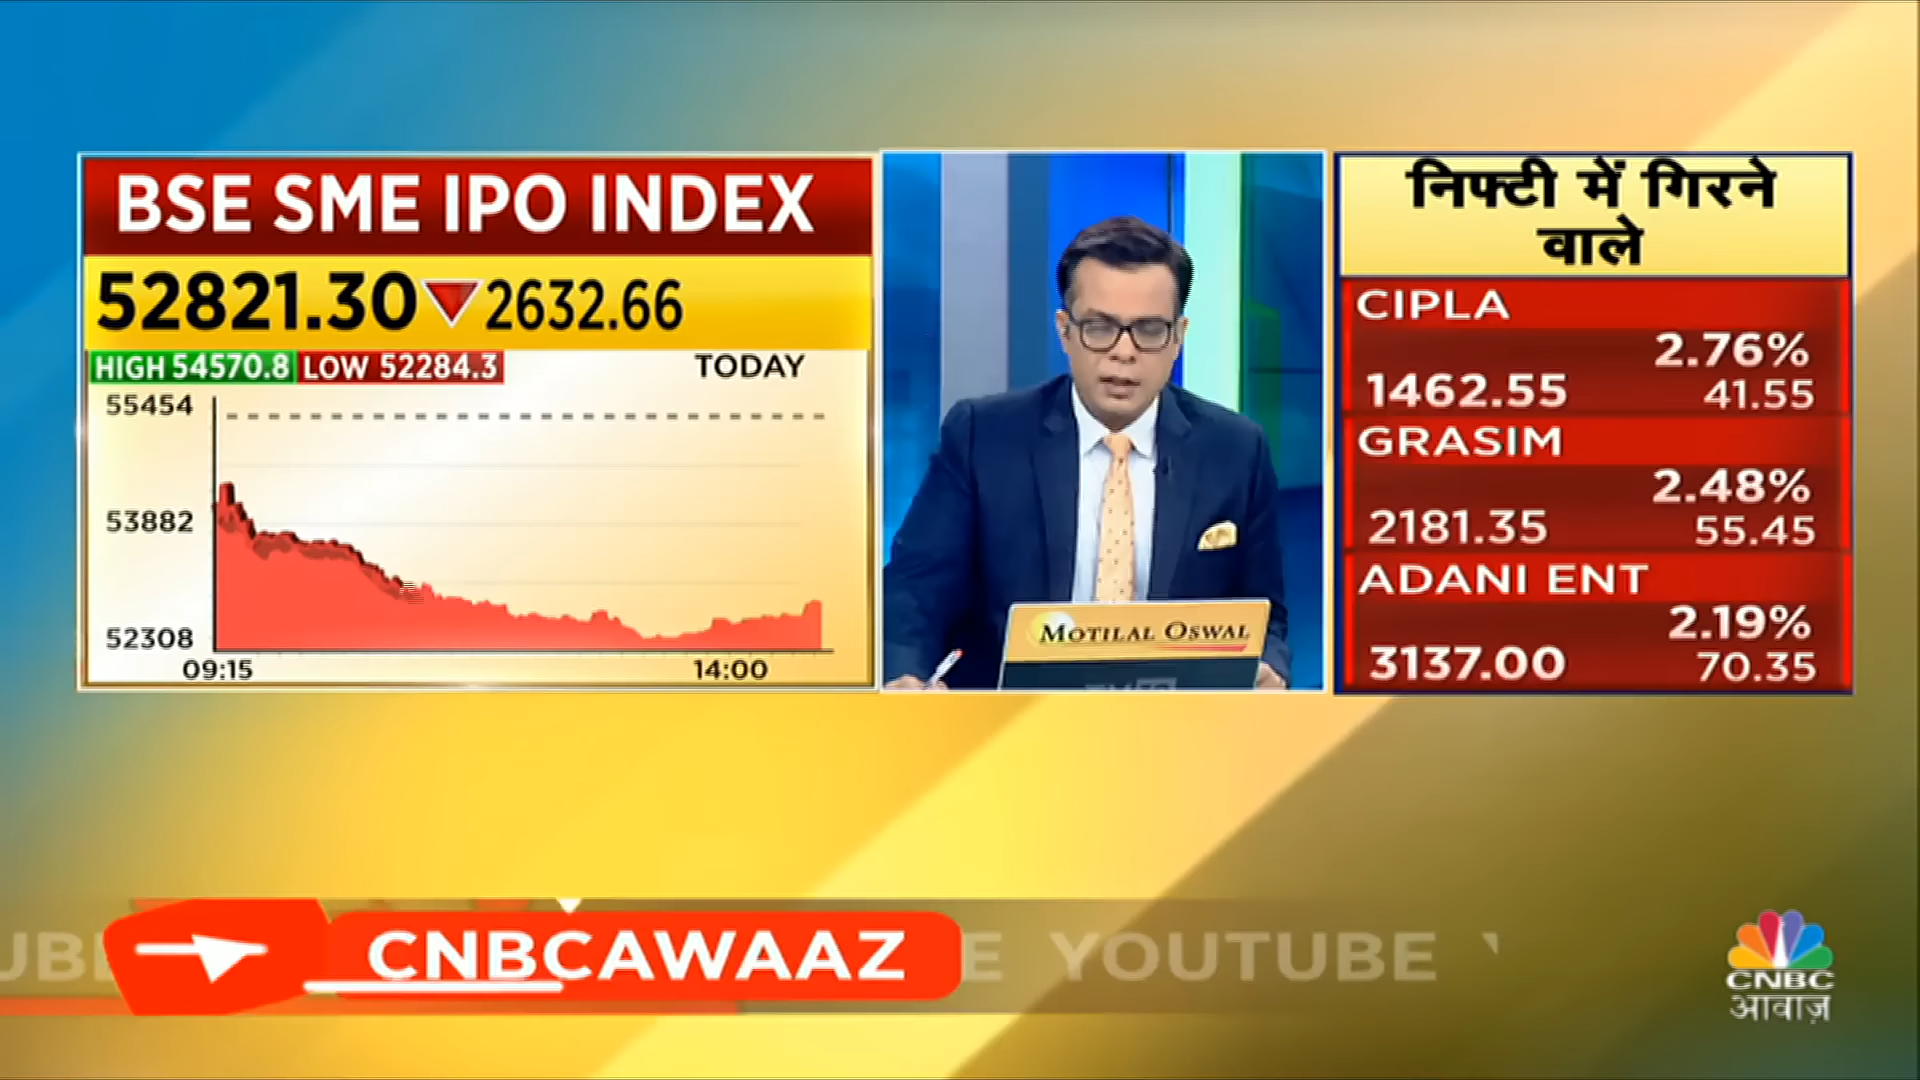 BSE SME IPO INDEX
52821.30 2632.66
HIGH 54570.8 LOW 52284.3 TODAY
55454
53882
52308
09:15 14:00
MOTILAL OSWAL
निफ्टी में गिरने
वाले
CIPLA
2.76%
1462.55 41.55
GRASIM
2.48%
2181.35 55.45
ADANI ENT
2.19%
3137.00 70.35
CNBCAWAAZ
YOUTUBE
CNBC
आवाज़